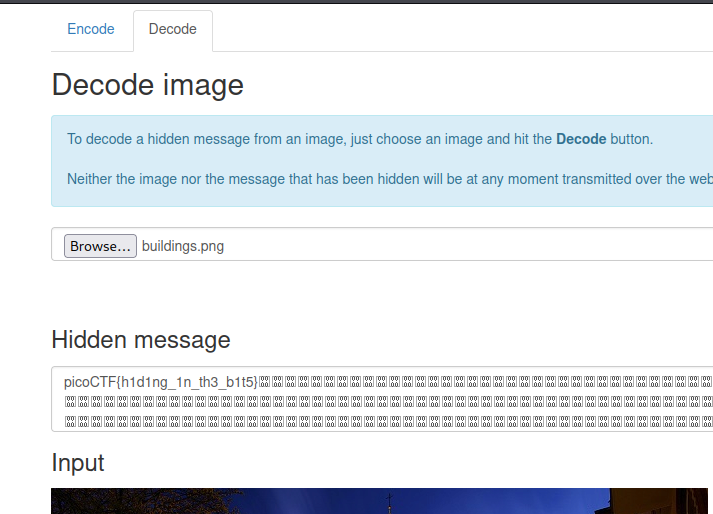 Encode
Decode
Decode image
To decode a hidden message from an image, just choose an image and hit the Decode button.
Neither the image nor the message that has been hidden will be at any moment transmitted over the web
Browse...
buildings.png
Hidden message
picoCTF{h1d1ng_1n_th3_b1t5}
Input